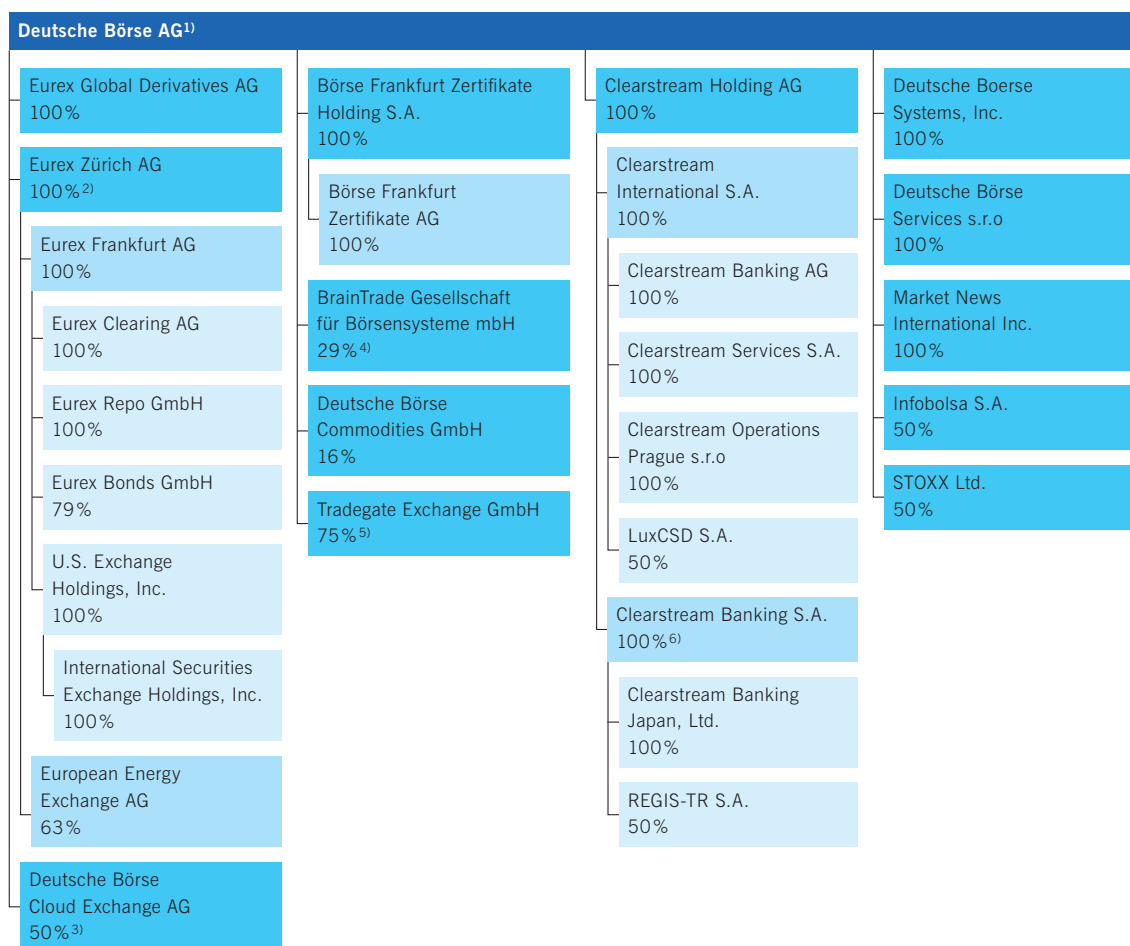 Deutsche Börse AG1)
Eurex Global Derivatives AG
100%
Eurex Zürich AG
100%2)
Eurex Frankfurt AG
100%
Eurex Clearing AG
100%
Eurex Repo GmbH
100%
Eurex Bonds GmbH
79%
U.S. Exchange
Holdings, Inc.
100%
International Securities
Exchange Holdings, Inc.
100%
European Energy
Exchange AG
63%
Deutsche Börse
Cloud Exchange AG
50%3)
Börse Frankfurt Zertifikate
Holding S.A.
100%
Börse Frankfurt
Zertifikate AG
100%
BrainTrade Gesellschaft
für Börsensysteme mbH
29%4)
Deutsche Börse
Commodities GmbH
16%
Tradegate Exchange GmbH
75%5)
Clearstream Holding AG
100%
Clearstream
International S.A.
100%
Clearstream Banking AG
100%
Clearstream Services S.A.
100%
Clearstream Operations
Prague s.r.o
100%
LuxCSD S.A.
50%
Clearstream Banking S.A.
100%6)
Clearstream Banking
Japan, Ltd.
100%
REGIS-TR S.A.
50%
Deutsche Boerse
Systems, Inc.
100%
Deutsche Börse
Services s.r.o
100%
Market News
International Inc.
100%
Infobolsa S.A.
50%
STOXX Ltd.
50%